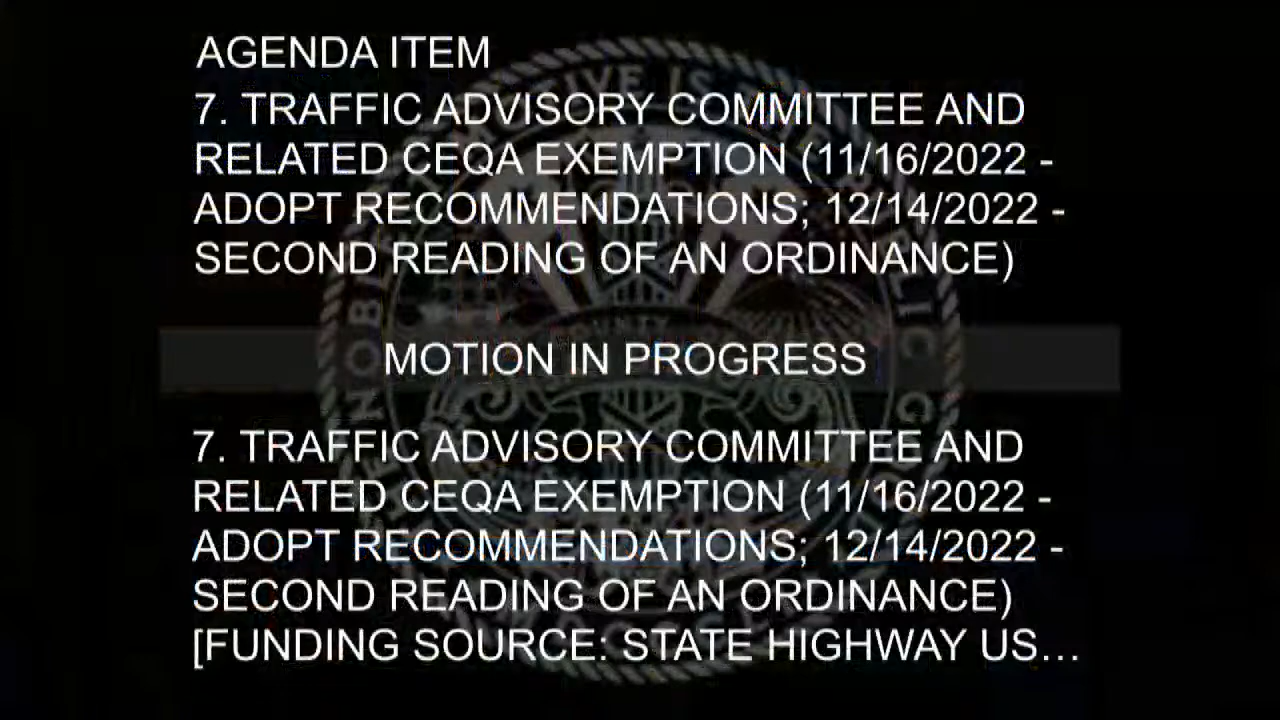 AGENDA ITEM
7. TRAFFIC ADVISORY COMMITTEE AND
RELATED CEQA EXEMPTION (11/16/2022 -
ADOPT RECOMMENDATIONS; 12/14/2022 -
SECOND READING OF AN ORDINANCE)
MOTION IN PROGRESS
7. TRAFFIC ADVISORY COMMITTEE AND
RELATED CEQA EXEMPTION (11/16/2022 -
ADOPT RECOMMENDATIONS; 12/14/2022 -
SECOND READING OF AN ORDINANCE)
[FUNDING SOURCE: STATE HIGHWAY US...